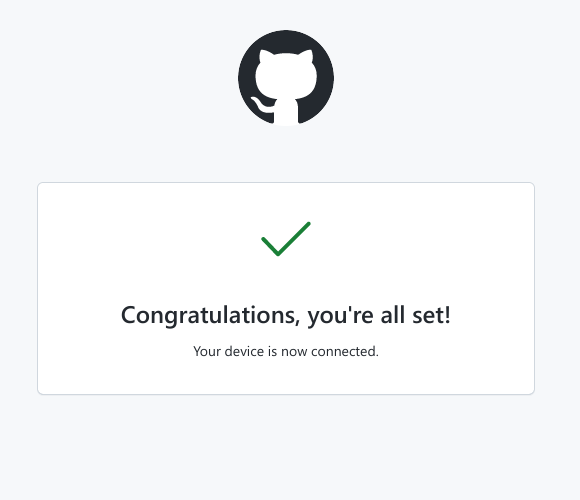 Congratulations, you're all set!
Your device is now connected.